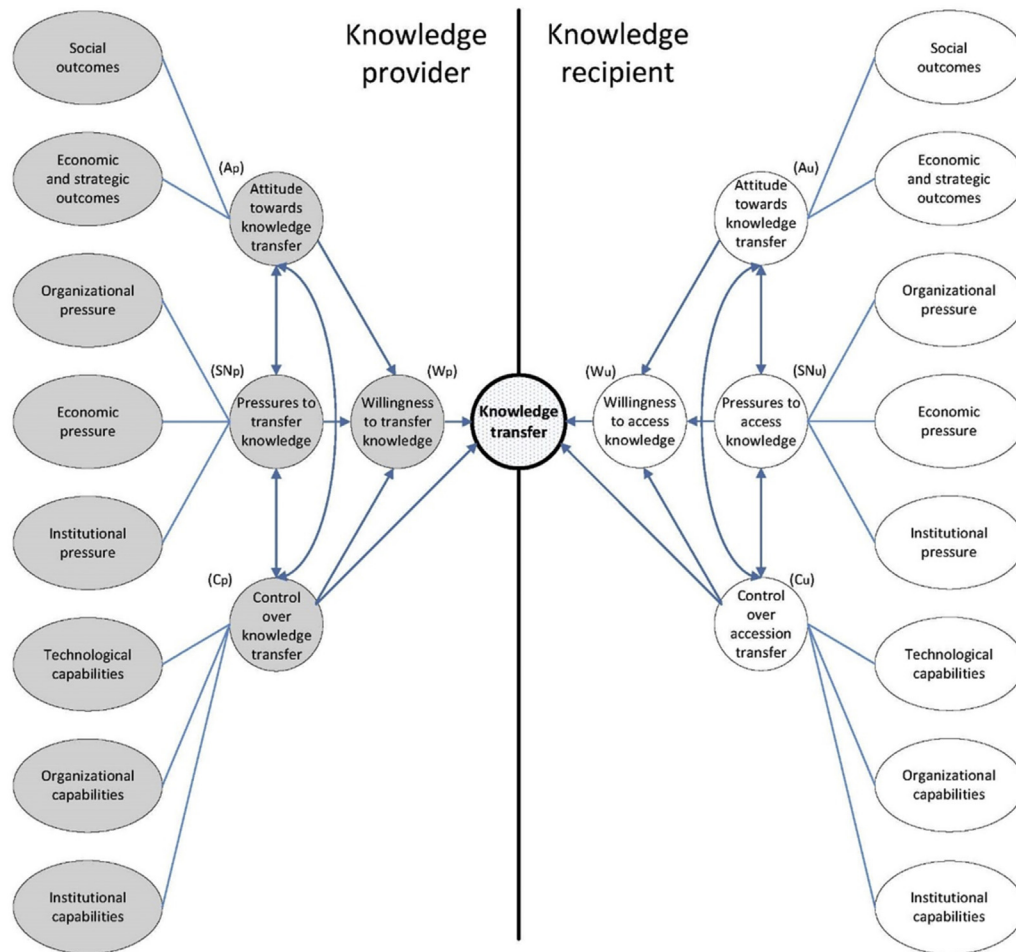 Knowledge
provider
Knowledge
recipient
Social
outcomes
Economic
and strategic
outcomes
Organizational
pressure
Economic
pressure
Institutional
pressure
Technological
capabilities
Organizational
capabilities
Institutional
capabilities
(Ap)
Attitude
towards
knowledge
transfer
(SNp)
Pressures to
transfer
knowledge
(Cp)
Control
over
knowledge
transfer
(Wp)
Willingness
to transfer
knowledge
Knowledge
transfer
(Wu)
Willingness
to access
knowledge
(Au)
Attitude
towards
knowledge
transfer
(SNu)
Pressures to
access
knowledge
(Cu)
Control
over
accession
transfer
Social
outcomes
Economic
and strategic
outcomes
Organizational
pressure
Economic
pressure
Institutional
pressure
Technological
capabilities
Organizational
capabilities
Institutional
capabilities